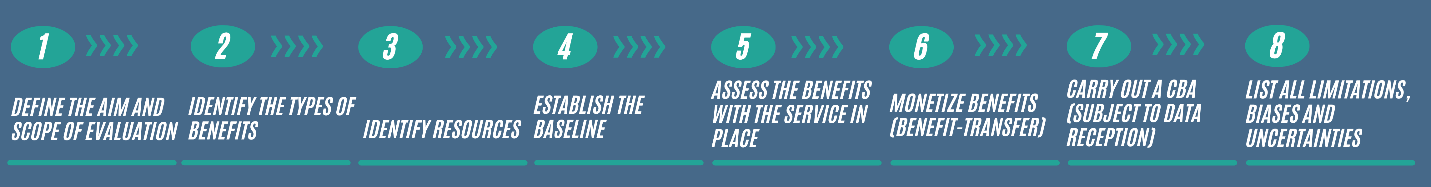 1
DEFINE THE AIM AND
SCOPE OF EVALUATION
2
IDENTIFY THE TYPES OF
BENEFITS
3
IDENTIFY RESOURCES
4
ESTABLISH THE
BASELINE
5
ASSESS THE BENEFITS
WITH THE SERVICE IN
PLACE
6
MONETIZE BENEFITS
(BENEFIT-TRANSFER)
7
CARRY OUT A CBA
(SUBJECT TO DATA
RECEPTION)
8
LIST ALL LIMITATIONS,
BIASES AND
UNCERTAINTIES